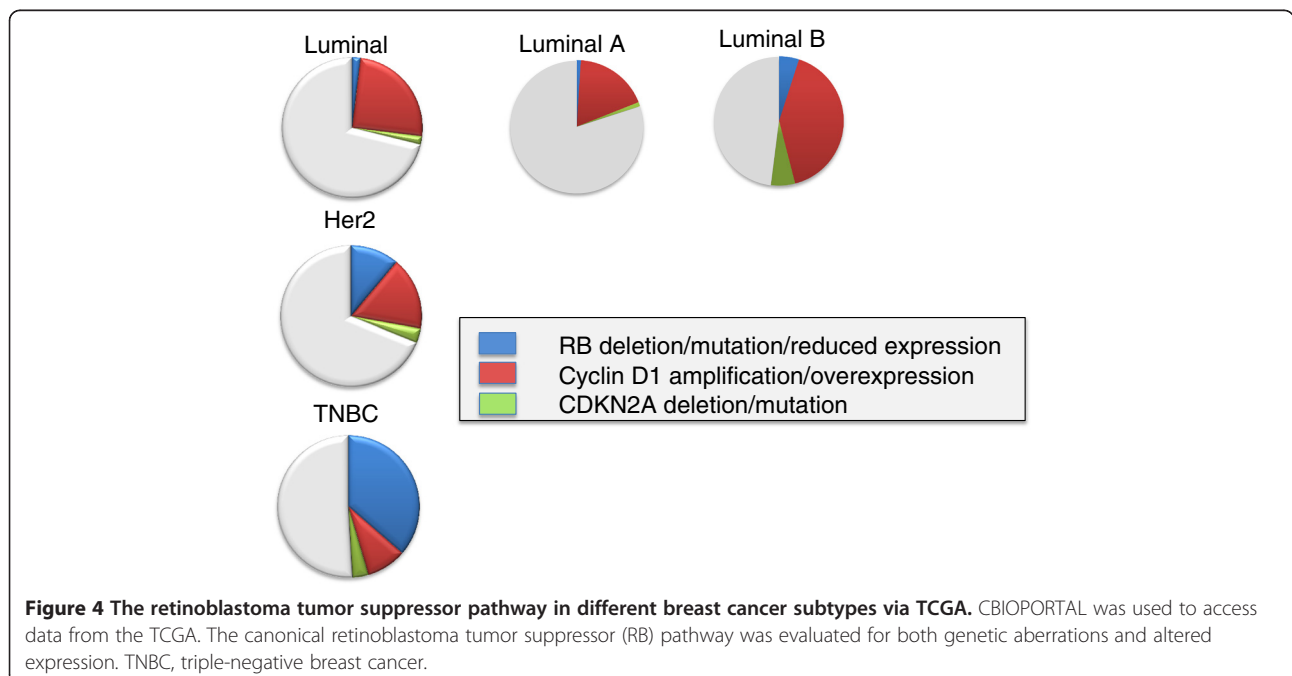 Luminal
Luminal A
Luminal B
Her2
RB deletion/mutation/reduced expression
Cyclin D1 amplification/overexpression
CDKN2A deletion/mutation
TNBC
Figure 4 The retinoblastoma tumor suppressor pathway in different breast cancer subtypes via TCGA. CBIOPORTAL was used to access
data from the TCGA. The canonical retinoblastoma tumor suppressor (RB) pathway was evaluated for both genetic aberrations and altered
expression. TNBC, triple-negative breast cancer.